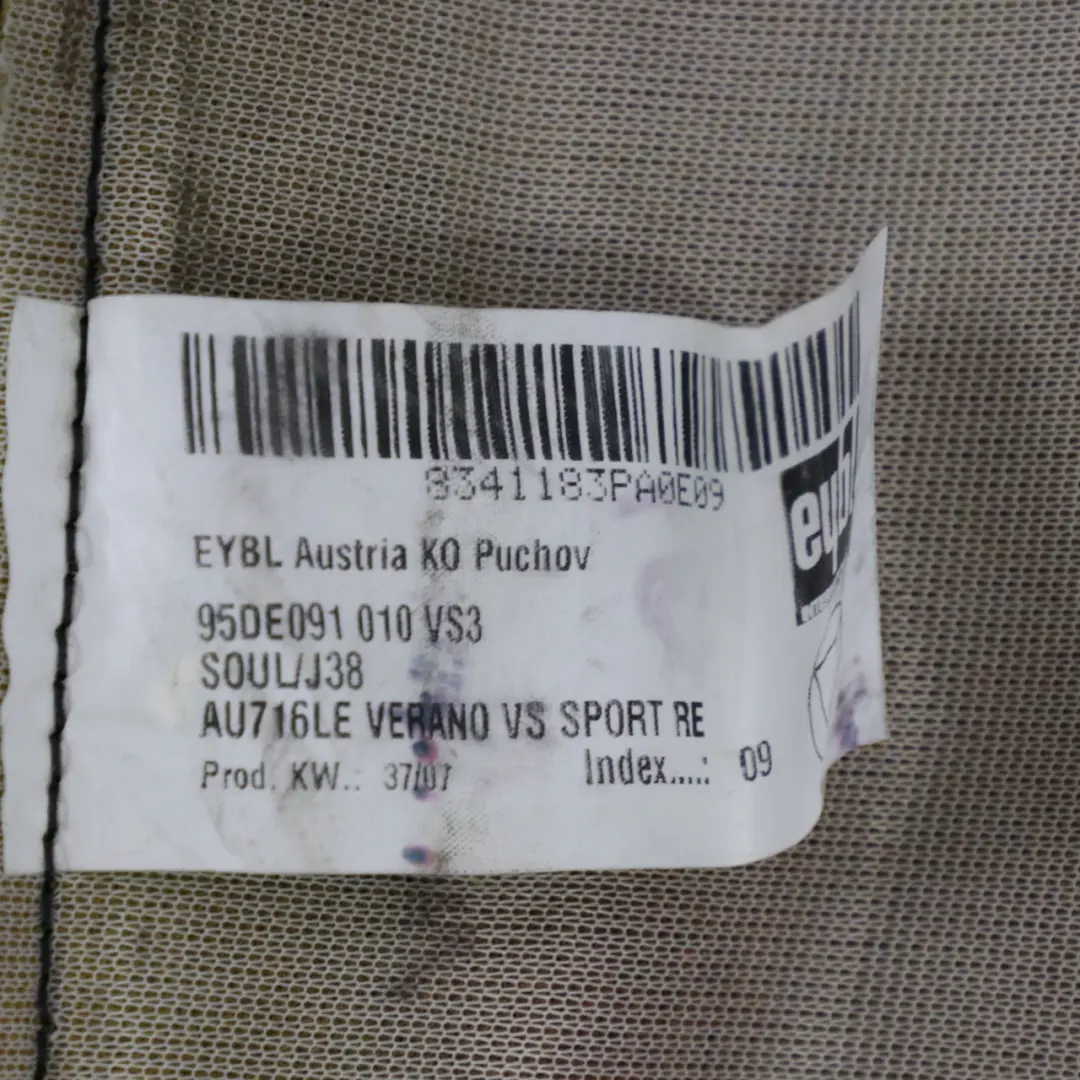 8341183PA0E09
eybl
EYBL Austria KO Puchov
95DE091 010 VS3
SOUL/J38
AU716LE VERANO VS SPORT RE
Prod. KW.: 37/07
Index....: 09